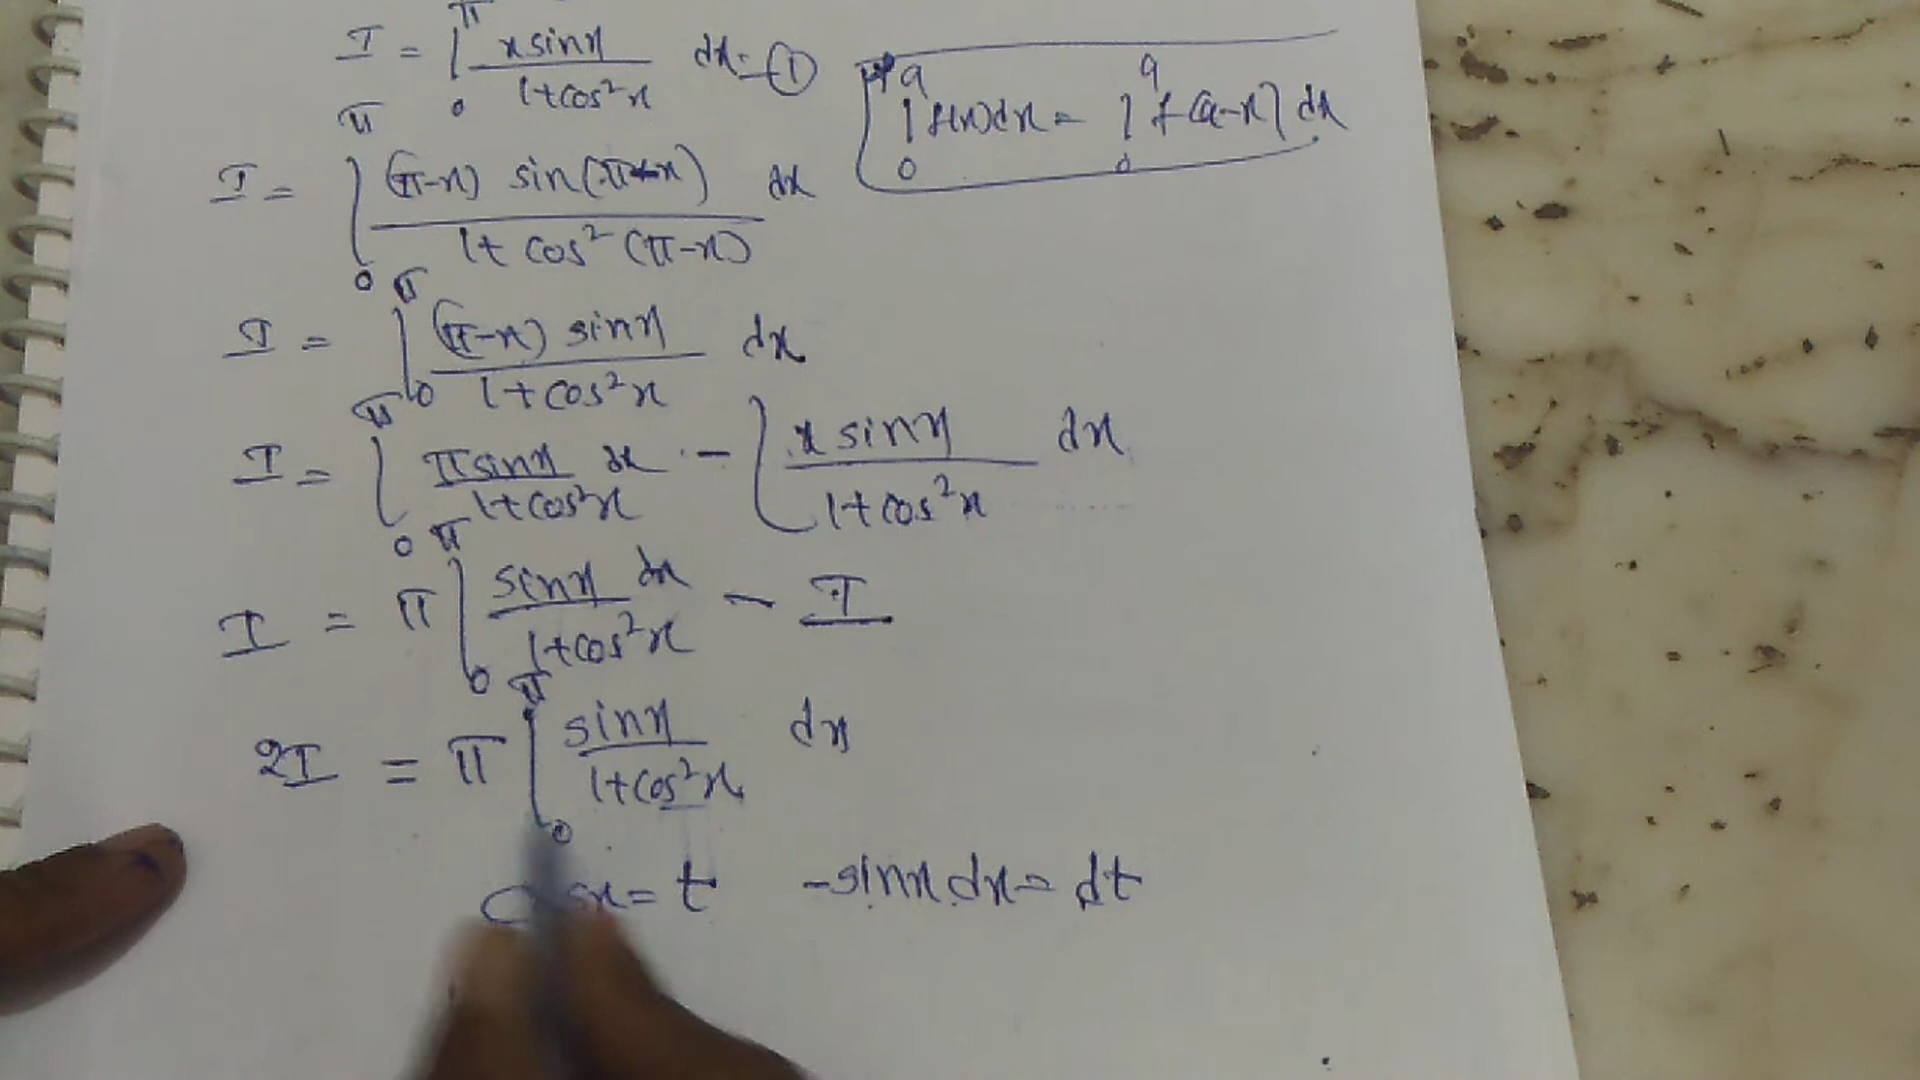 I = ∫₀^π x sinx / 1+cos²x dx -①
∫₀^a f(x)dx = ∫₀^a f(a-x) dx
I = ∫₀^π (π-x) sin(π-x) / 1+ cos²(π-x) dx
I = ∫₀^π (π-x) sinx / 1+cos²x dx
I = ∫₀^π π sinx / 1+cos²x dx - ∫ x sinx / 1+cos²x dx
I = π ∫₀^π sinx dx / 1+cos²x - I
2I = π ∫₀^π sinx / 1+cos²x dx
= t -sinx dx = dt